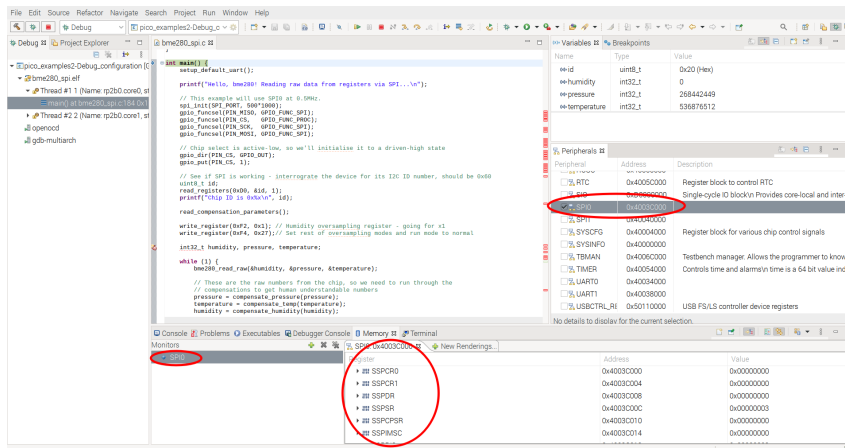 File Edit Source Refactor Navigate Search Project Run Window Help
Debug
pico_examples2-Debug_c
Debug Project Explorer
pico_examples2-Debug_configuration [G
bme280_spi.elf
Thread #1 1 (Name: rp2b0.core0, st
main() at bme280_spi.c:184 0x1
Thread #2 2 (Name: rp2b0.core1, st
openocd
gdb-multiarch
bme280_spi.c
int main() {
setup_default_uart();
printf("Hello, bme280! Reading raw data from registers via SPI...\n");
// This example will use SPI0 at 0.5MHz.
spi_init(SPI_PORT, 500*1000);
gpio_funcsel(PIN_MISO, GPIO_FUNC_SPI);
gpio_funcsel(PIN_CS, GPIO_FUNC_PROC);
gpio_funcsel(PIN_SCK, GPIO_FUNC_SPI);
gpio_funcsel(PIN_MOSI, GPIO_FUNC_SPI);
// Chip select is active-low, so we'll initialise it to a driven-high state
gpio_dir(PIN_CS, GPIO_OUT);
gpio_put(PIN_CS, 1);
// See if SPI is working - interrograte the device for its I2C ID number, should be 0x60
uint8_t id;
read_registers(0xD0, &id, 1);
printf("Chip ID is 0x%x\n", id);
read_compensation_parameters();
write_register(0xF2, 0x1); // Humidity oversampling register - going for x1
write_register(0xF4, 0x27);// Set rest of oversampling modes and run mode to normal
int32_t humidity, pressure, temperature;
while (1) {
bme280_read_raw(&humidity, &pressure, &temperature);
// These are the raw numbers from the chip, so we need to run through the
// compensations to get human understandable numbers
pressure = compensate_pressure(pressure);
temperature = compensate_temp(temperature);
humidity = compensate_humidity(humidity);
Variables Breakpoints
Name Type Value
id uint8_t 0x20 (Hex)
humidity int32_t 0
pressure int32_t 268442449
temperature int32_t 536876512
Peripherals
Peripheral Address Description
RTC 0x4005C000 Register block to control RTC
Single-cycle IO block\n Provides core-local and inter-
SPI0 0x4003C000
SPI1 0x40040000
SYSCFG 0x40004000 Register block for various chip control signals
SYSINFO 0x40000000
TBMAN 0x4006C000 Testbench manager. Allows the programmer to know
TIMER 0x40054000 Controls time and alarms\n time is a 64 bit value ind
UART0 0x40034000
UART1 0x40038000
USBCTRL_RE 0x50110000 USB FS/LS controller device registers
No details to display for the current selection.
Console Problems Executables Debugger Console Memory Terminal
Monitors
SPI0
SPI0: 0x4003C000 New Renderings...
Register Address Value
SSPCR0 0x4003C000 0x00000000
SSPCR1 0x4003C004 0x00000000
SSPDR 0x4003C008 0x00000000
SSPSR 0x4003C00C 0x00000003
SSPCPSR 0x4003C010 0x00000000
SSPIMSC 0x4003C014 0x00000000